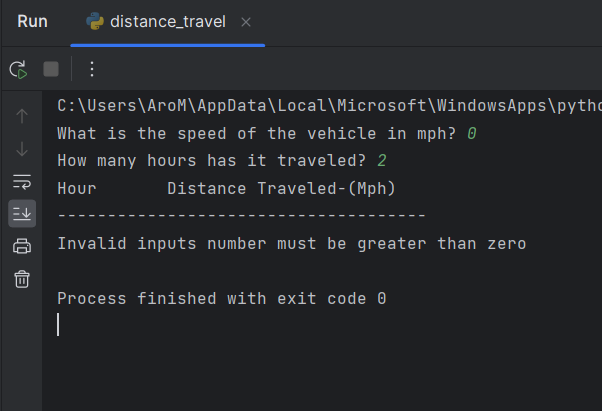 Run distance_travel
C:\Users\AroM\AppData\Local\Microsoft\WindowsApps\pytho
What is the speed of the vehicle in mph? 0
How many hours has it traveled? 2
Hour       Distance Traveled-(Mph)
-------------------------------------
Invalid inputs number must be greater than zero
Process finished with exit code 0